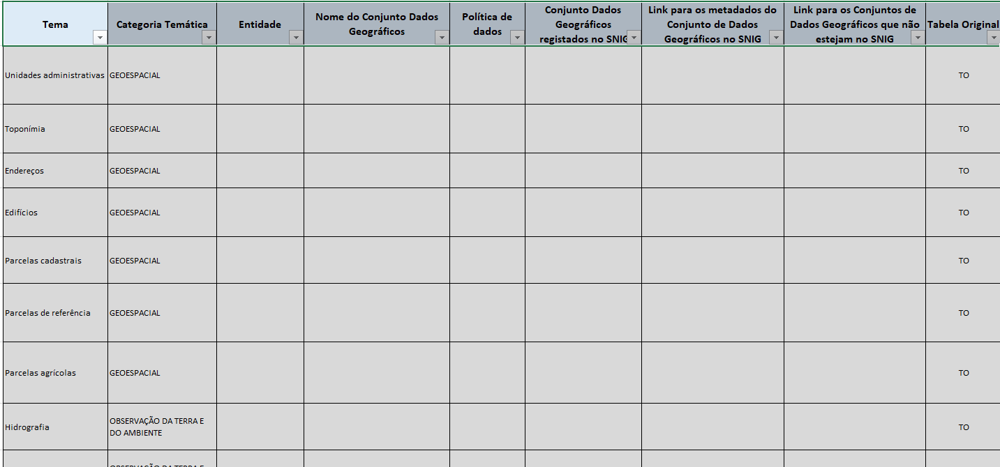 Tema
Categoria Temática
Entidade
Nome do Conjunto Dados
Geográficos
Política de
dados
Conjunto Dados
Geográficos
registados no SNIG
Link para os metadados do
Conjunto de Dados
Geográficos no SNIG
Link para os Conjuntos de
Dados Geográficos que não
estejam no SNIG
Tabela Original
Unidades administrativas GEOESPACIAL TO
Toponímia GEOESPACIAL TO
Endereços GEOESPACIAL TO
Edifícios GEOESPACIAL TO
Parcelas cadastrais GEOESPACIAL TO
Parcelas de referência GEOESPACIAL TO
Parcelas agrícolas GEOESPACIAL TO
Hidrografia
OBSERVAÇÃO DA TERRA E
DO AMBIENTE
TO
OBSERVAÇÃO DA TERRA E